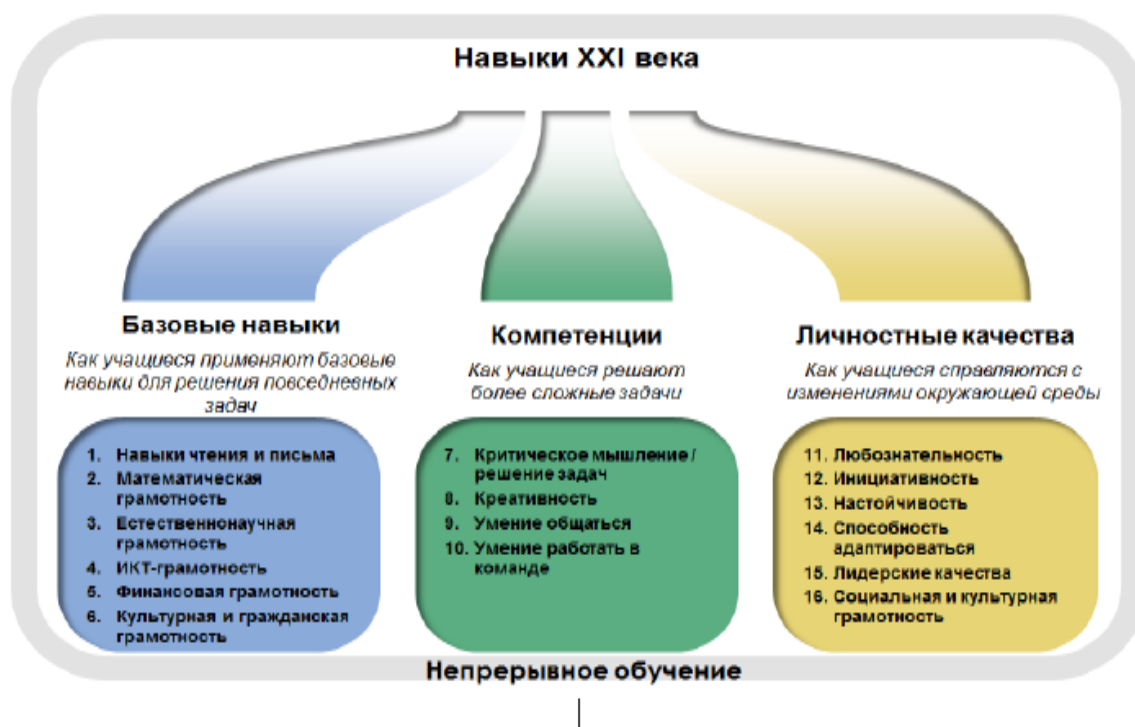 Навыки XXI века
Базовые навыки
Как учащиеся применяют базовые
навыки для решения повседневных
задач
1. Навыки чтения и письма
2. Математическая
грамотность
3. Естественнонаучная
грамотность
4. ИКТ-грамотность
5. Финансовая грамотность
6. Культурная и гражданская
грамотность
Компетенции
Как учащиеся решают
более сложные задачи
7. Критическое мышление /
решение задач
8. Креативность
9. Умение общаться
10. Умение работать в
команде
Личностные качества
Как учащиеся справляются с
изменениями окружающей среды
11. Любознательность
12. Инициативность
13. Настойчивость
14. Способность
адаптироваться
15. Лидерские качества
16. Социальная и культурная
грамотность
Непрерывное обучение